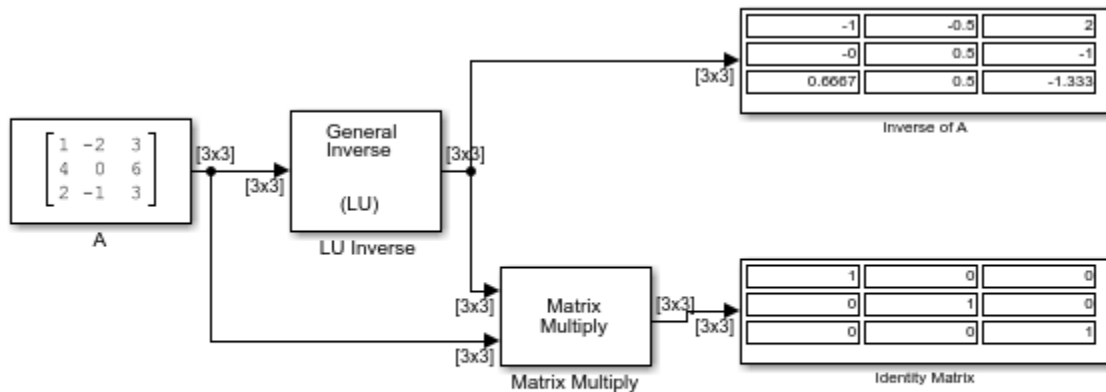 -1 -0.5 2
-0 0.5 -1
0.6667 0.5 -1.333
Inverse of A
[3x3]
1 -2 3
4 0 6
2 -1 3
A
[3x3]
[3x3]
General
Inverse
(LU)
LU Inverse
[3x3]
[3x3]
[3x3]
Matrix
Multiply
Matrix Multiply
[3x3]
[3x3]
1 0 0
0 1 0
0 0 1
Identity Matrix